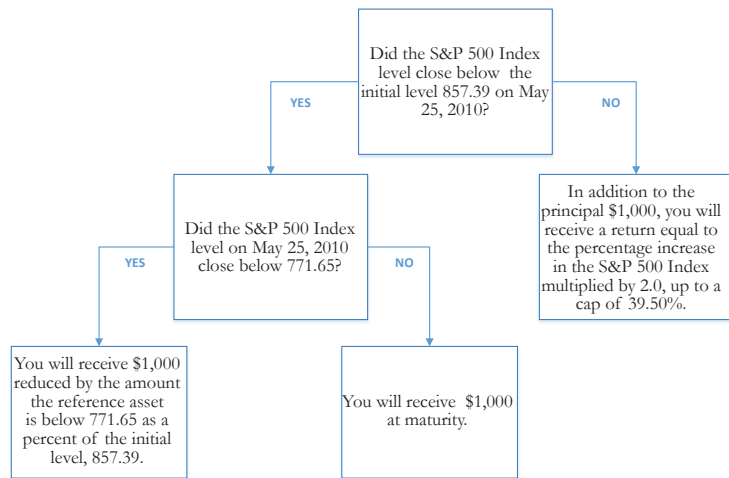 Did the S&P 500 Index
level close below the
initial level 857.39 on May
25, 2010?
YES
NO
Did the S&P 500 Index
level on May 25, 2010
close below 771.65?
In addition to the
principal $1,000, you will
receive a return equal to
the percentage increase
in the S&P 500 Index
multiplied by 2.0, up to a
cap of 39.50%.
YES
NO
You will receive $1,000
reduced by the amount
the reference asset
is below 771.65 as a
percent of the initial
level, 857.39.
You will receive $1,000
at maturity.